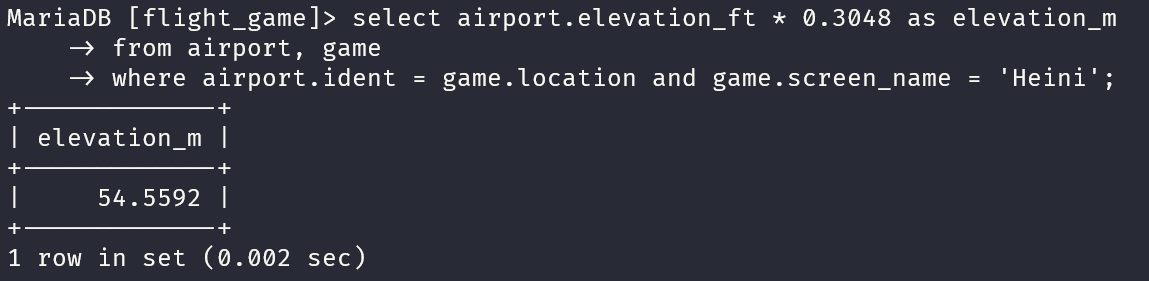 MariaDB [flight_game]> select airport.elevation_ft * 0.3048 as elevation_m
    -> from airport, game
    -> where airport.ident = game.location and game.screen_name = 'Heini';
+-------------+
| elevation_m |
+-------------+
|     54.5592 |
+-------------+
1 row in set (0.002 sec)